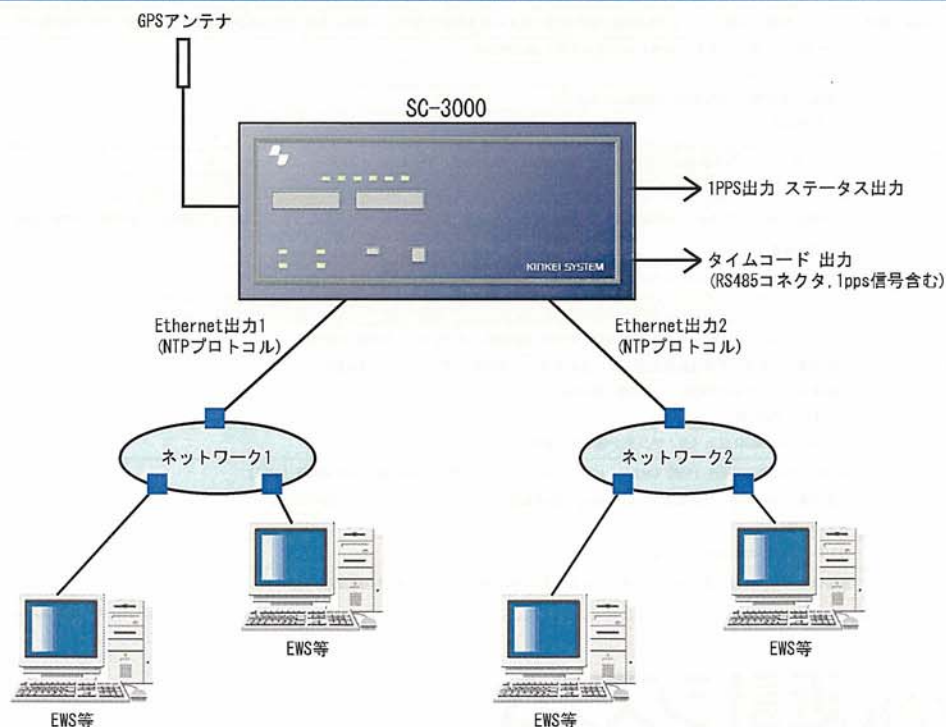 GPSアンテナ
SC-3000
KINKEI SYSTEM
1PPS出力 ステータス出力
タイムコード 出力
(RS485コネクタ,1pps信号含む)
Ethernet出力1
(NTPプロトコル)
Ethernet出力2
(NTPプロトコル)
ネットワーク1
ネットワーク2
EWS等
EWS等
EWS等
EWS等